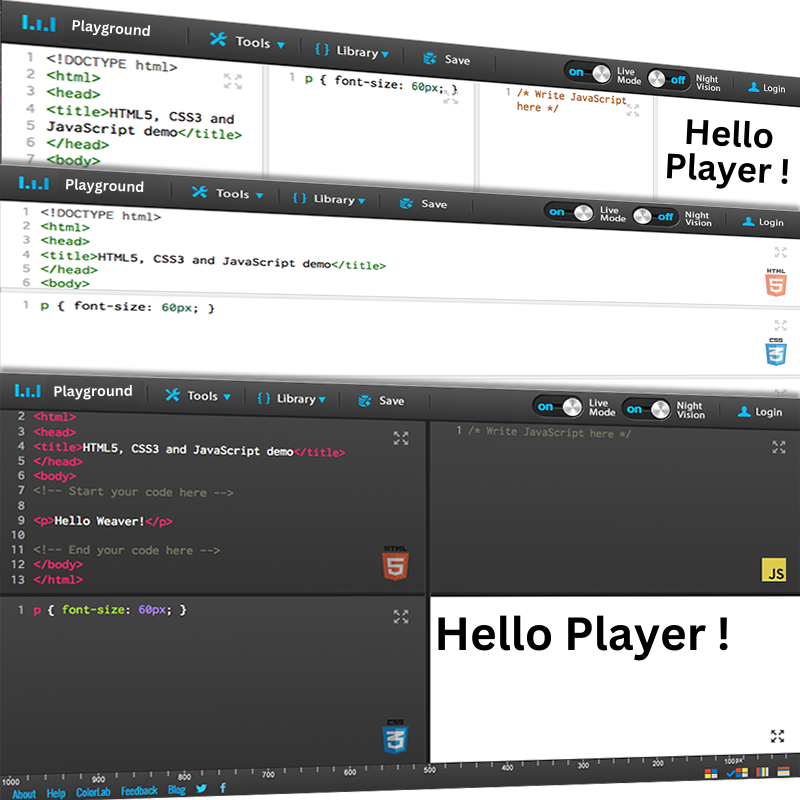 Playground Tools Library Save on Live Mode off Night Vision Login
1 <!DOCTYPE html>
2 <html>
3 <head>
4 <title>HTML5, CSS3 and
5 JavaScript demo</title>
6 </head>
7 <body>
1 p { font-size: 60px; }
1 /* Write JavaScript
here */
Hello
Player !
Playground Tools Library Save on Live Mode off Night Vision Login
1 <!DOCTYPE html>
2 <html>
3 <head>
4 <title>HTML5, CSS3 and JavaScript demo</title>
5 </head>
6 <body>
HTML
5
1 p { font-size: 60px; }
CSS
3
Playground Tools Library Save on Live Mode on Night Vision Login
2 <html>
3 <head>
4 <title>HTML5, CSS3 and JavaScript demo</title>
5 </head>
6 <body>
7 <!-- Start your code here -->
8
9 <p>Hello Weaver!</p>
10
11 <!-- End your code here -->
12 </body>
13 </html>
HTML
5
1 /* Write JavaScript here */
JS
1 p { font-size: 60px; }
CSS
3
Hello Player !
1000 900 800 700 600 500 400 300 200 100px
About Help ColorLab Feedback Blog